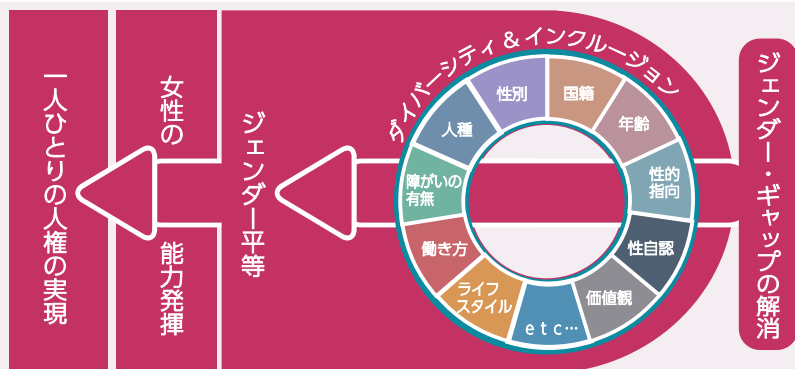 ジェンダー・ギャップの解消
ダイバーシティ & インクルージョン
性別
国籍
年齢
性的
指向
性自認
価値観
etc…
ライフ
スタイル
働き方
障がいの
有無
人種
ジェンダー平等
女性の
能力発揮
一人ひとりの人権の実現